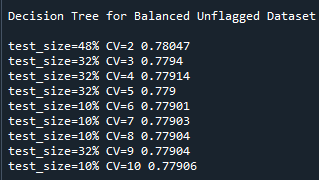 Decision Tree for Balanced Unflagged Dataset
test_size=48% CV=2 0.78047
test_size=32% CV=3 0.7794
test_size=32% CV=4 0.77914
test_size=32% CV=5 0.779
test_size=10% CV=6 0.77901
test_size=10% CV=7 0.77903
test_size=10% CV=8 0.77904
test_size=32% CV=9 0.77904
test_size=10% CV=10 0.77906